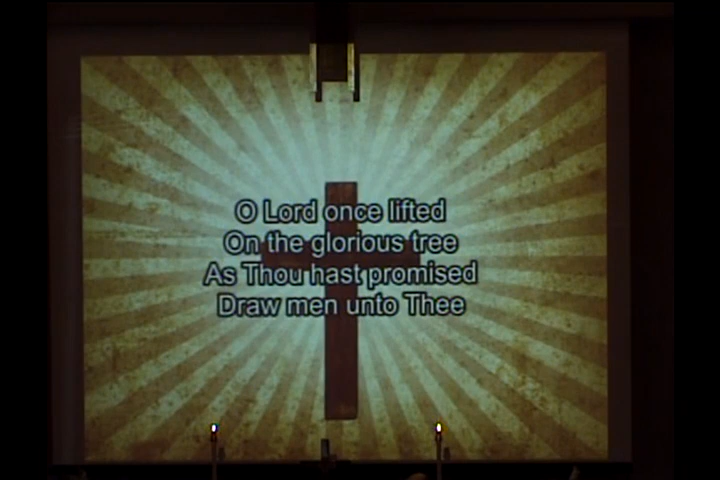 O Lord once lifted
On the glorious tree
As Thou hast promised
Draw men unto Thee